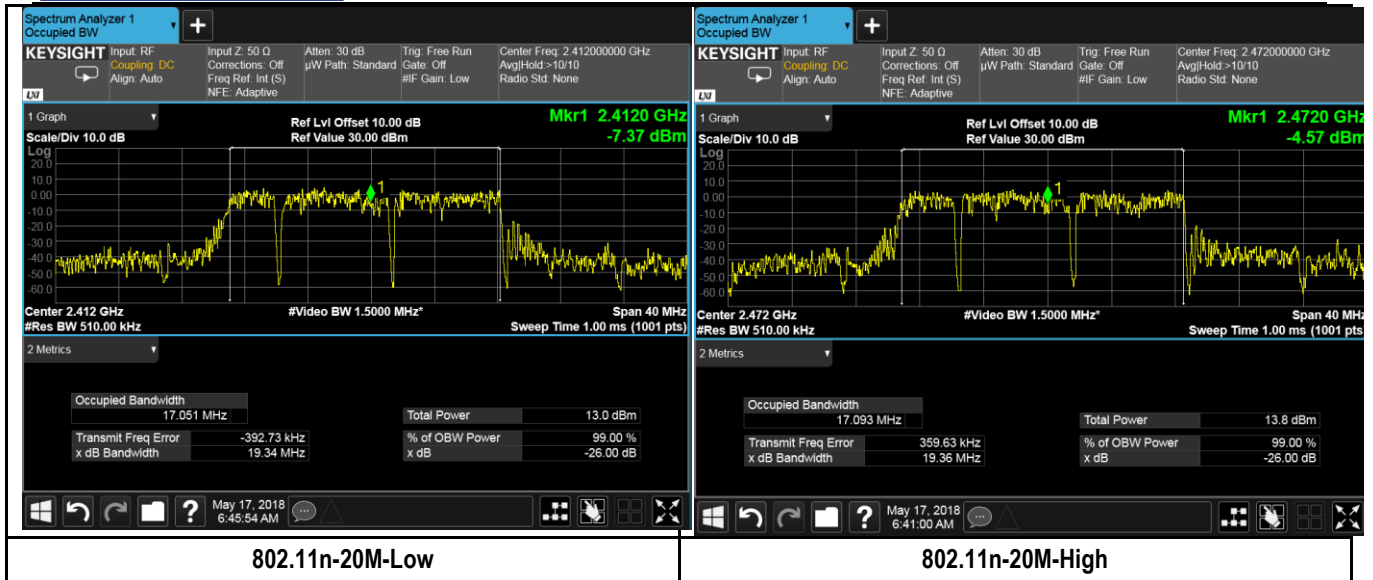 Spectrum Analyzer 1
Occupied BW
+
KEYSIGHT
Input: RF
Coupling: DC
Align: Auto
Input Z: 50 Ω
Corrections: Off
Freq Ref: Int (S)
NFE: Adaptive
Atten: 30 dB
µW Path: Standard
Trig: Free Run
Gate: Off
#IF Gain: Low
Center Freq: 2.412000000 GHz
Avg|Hold:>10/10
Radio Std: None
LXI
1 Graph
Scale/Div 10.0 dB
Ref Lvl Offset 10.00 dB
Ref Value 30.00 dBm
Mkr1 2.4120 GHz
-7.37 dBm
Log
20.0
10.0
0.00
-10.0
-20.0
-30.0
-40.0
-50.0
-60.0
1
Center 2.412 GHz
#Res BW 510.00 kHz
#Video BW 1.5000 MHz*
Span 40 MHz
Sweep Time 1.00 ms (1001 pts)
2 Metrics
Occupied Bandwidth
17.051 MHz
Total Power 13.0 dBm
Transmit Freq Error -392.73 kHz
% of OBW Power 99.00 %
x dB Bandwidth 19.34 MHz
x dB -26.00 dB
?
May 17, 2018
6:45:54 AM
802.11n-20M-Low
Spectrum Analyzer 1
Occupied BW
+
KEYSIGHT
Input: RF
Coupling: DC
Align: Auto
Input Z: 50 Ω
Corrections: Off
Freq Ref: Int (S)
NFE: Adaptive
Atten: 30 dB
µW Path: Standard
Trig: Free Run
Gate: Off
#IF Gain: Low
Center Freq: 2.472000000 GHz
Avg|Hold:>10/10
Radio Std: None
LXI
1 Graph
Scale/Div 10.0 dB
Ref Lvl Offset 10.00 dB
Ref Value 30.00 dBm
Mkr1 2.4720 GHz
-4.57 dBm
Log
20.0
10.0
0.00
-10.0
-20.0
-30.0
-40.0
-50.0
-60.0
1
Center 2.472 GHz
#Res BW 510.00 kHz
#Video BW 1.5000 MHz*
Span 40 MHz
Sweep Time 1.00 ms (1001 pts
2 Metrics
Occupied Bandwidth
17.093 MHz
Total Power 13.8 dBm
Transmit Freq Error 359.63 kHz
% of OBW Power 99.00 %
x dB Bandwidth 19.36 MHz
x dB -26.00 dB
?
May 17, 2018
6:41:00 AM
802.11n-20M-High